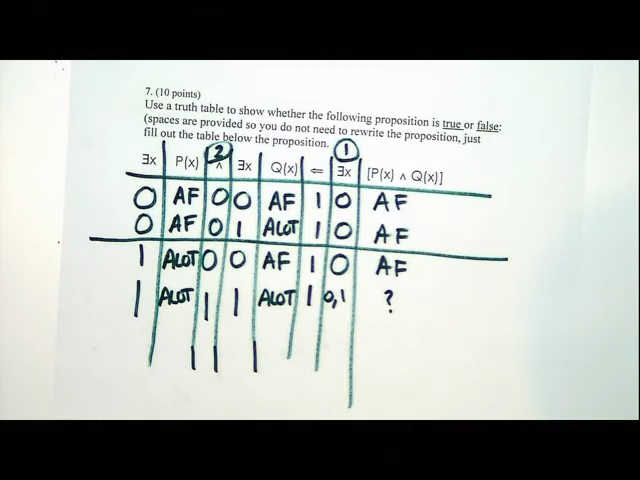 7. (10 points)
Use a truth table to show whether the following proposition is true or false:
(spaces are provided so you do not need to rewrite the proposition, just
fill out the table below the proposition.
2 1
∃x P(x) ∧ ∃x Q(x) ⇐ ∃x [P(x) ∧ Q(x)]
0 AF 0 0 AF 1 0 AF
0 AF 0 1 ALOT 1 0 AF
1 ALOT 0 0 AF 1 0 AF
1 ALOT 1 1 ALOT 1 0,1 ?